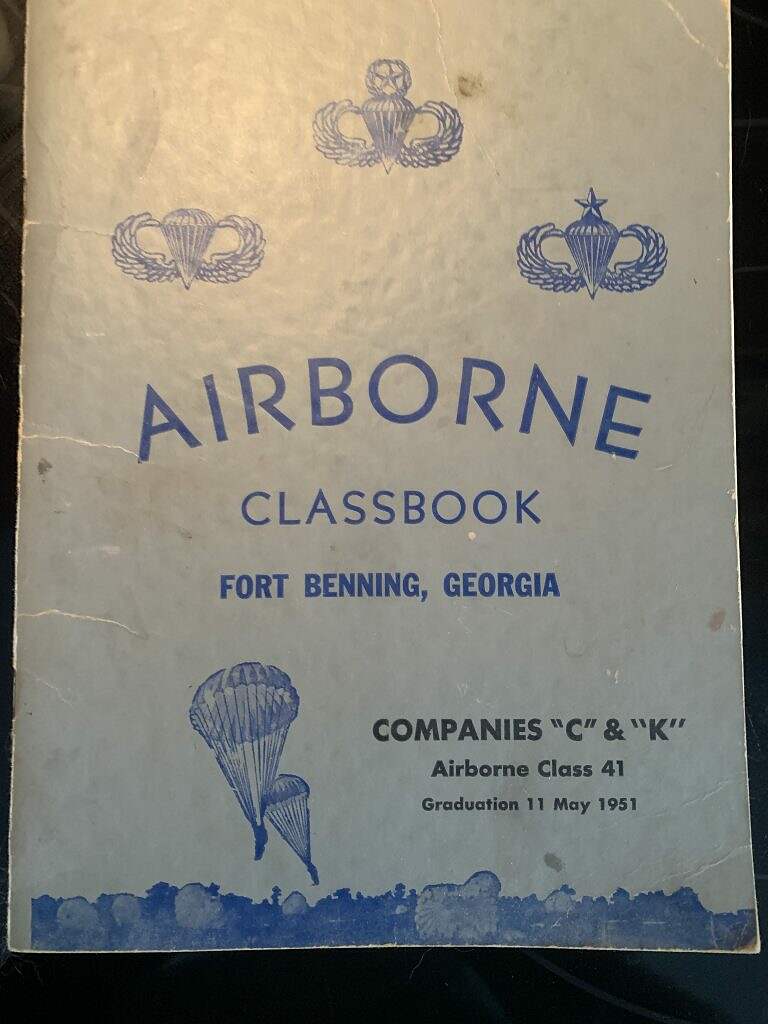 AIRBORNE
CLASSBOOK
FORT BENNING, GEORGIA
COMPANIES "C" & "K"
Airborne Class 41
Graduation 11 May 1951